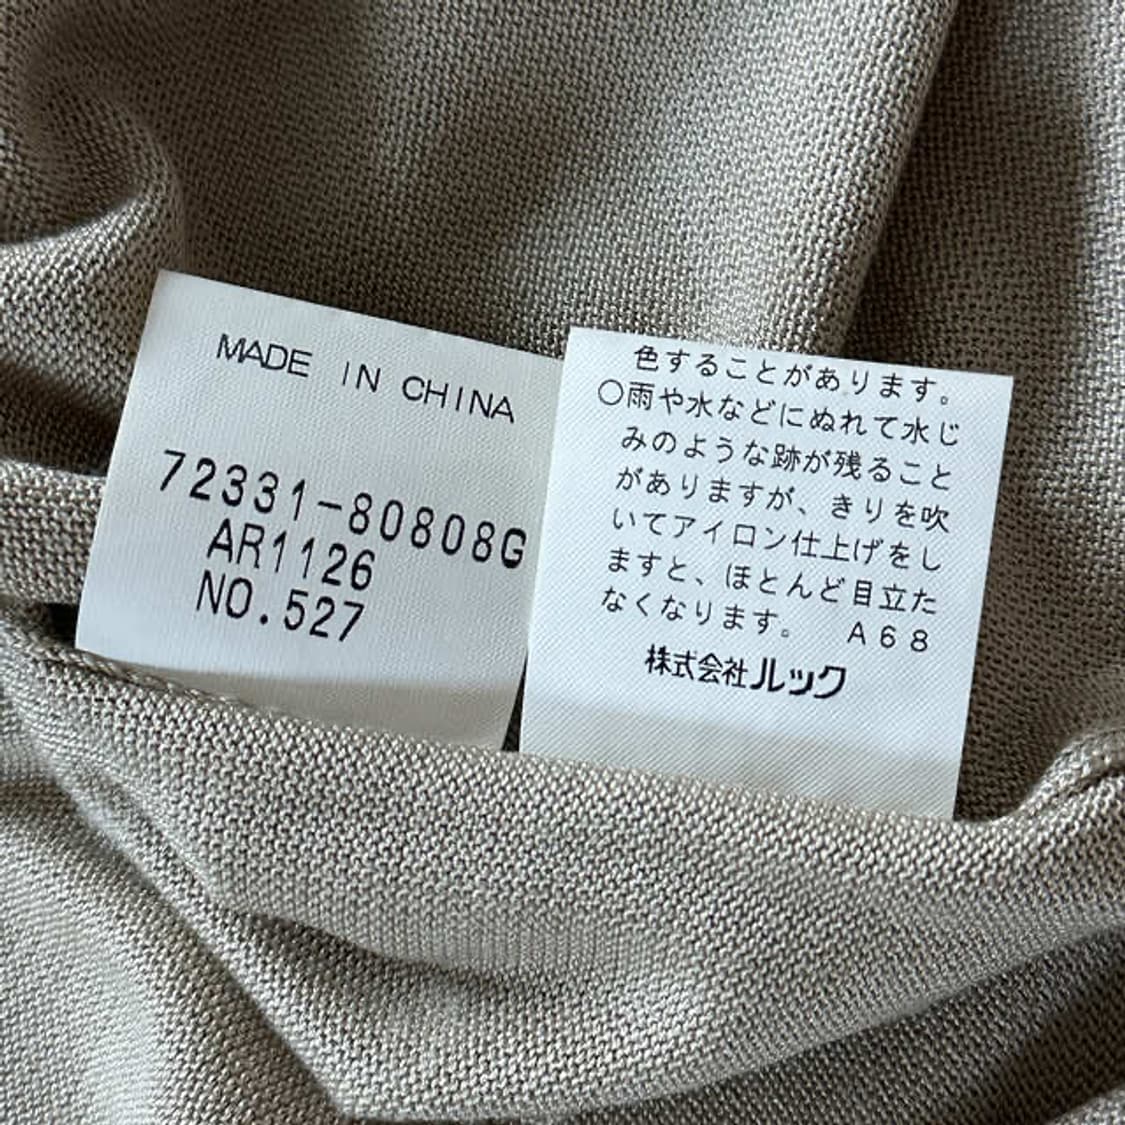 MADE IN CHINA
72331-80808G
AR1126
NO.527
色することがあります。
○雨や水などにぬれて水じ
みのような跡が残ること
がありますが、きりを吹
いてアイロン仕上げをし
ますと、ほとんど目立た
なくなります。 A68
株式会社ルック